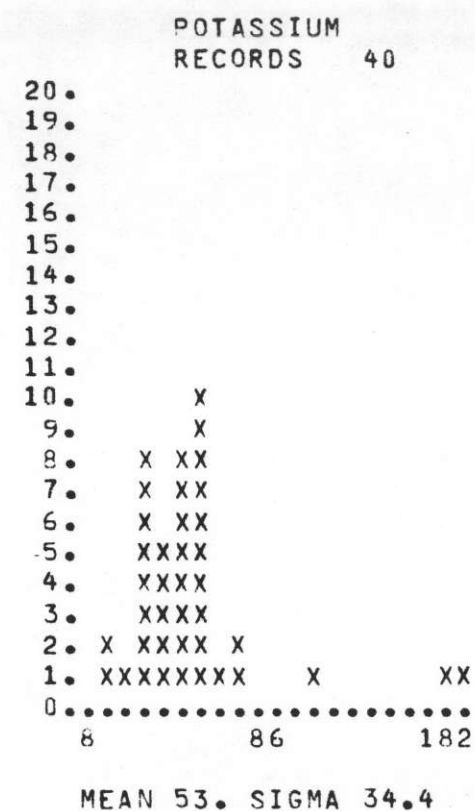 POTASSIUM
RECORDS 40
20.
19.
18.
17.
16.
15.
14.
13.
12.
11.
10. X
9. X
8. X XX
7. X XX
6. X XX
5. XXXX
4. XXXX
3. XXXX
2. X XXXX X
1. XXXXXXXX X XX
0......................
8 86 182
MEAN 53. SIGMA 34.4